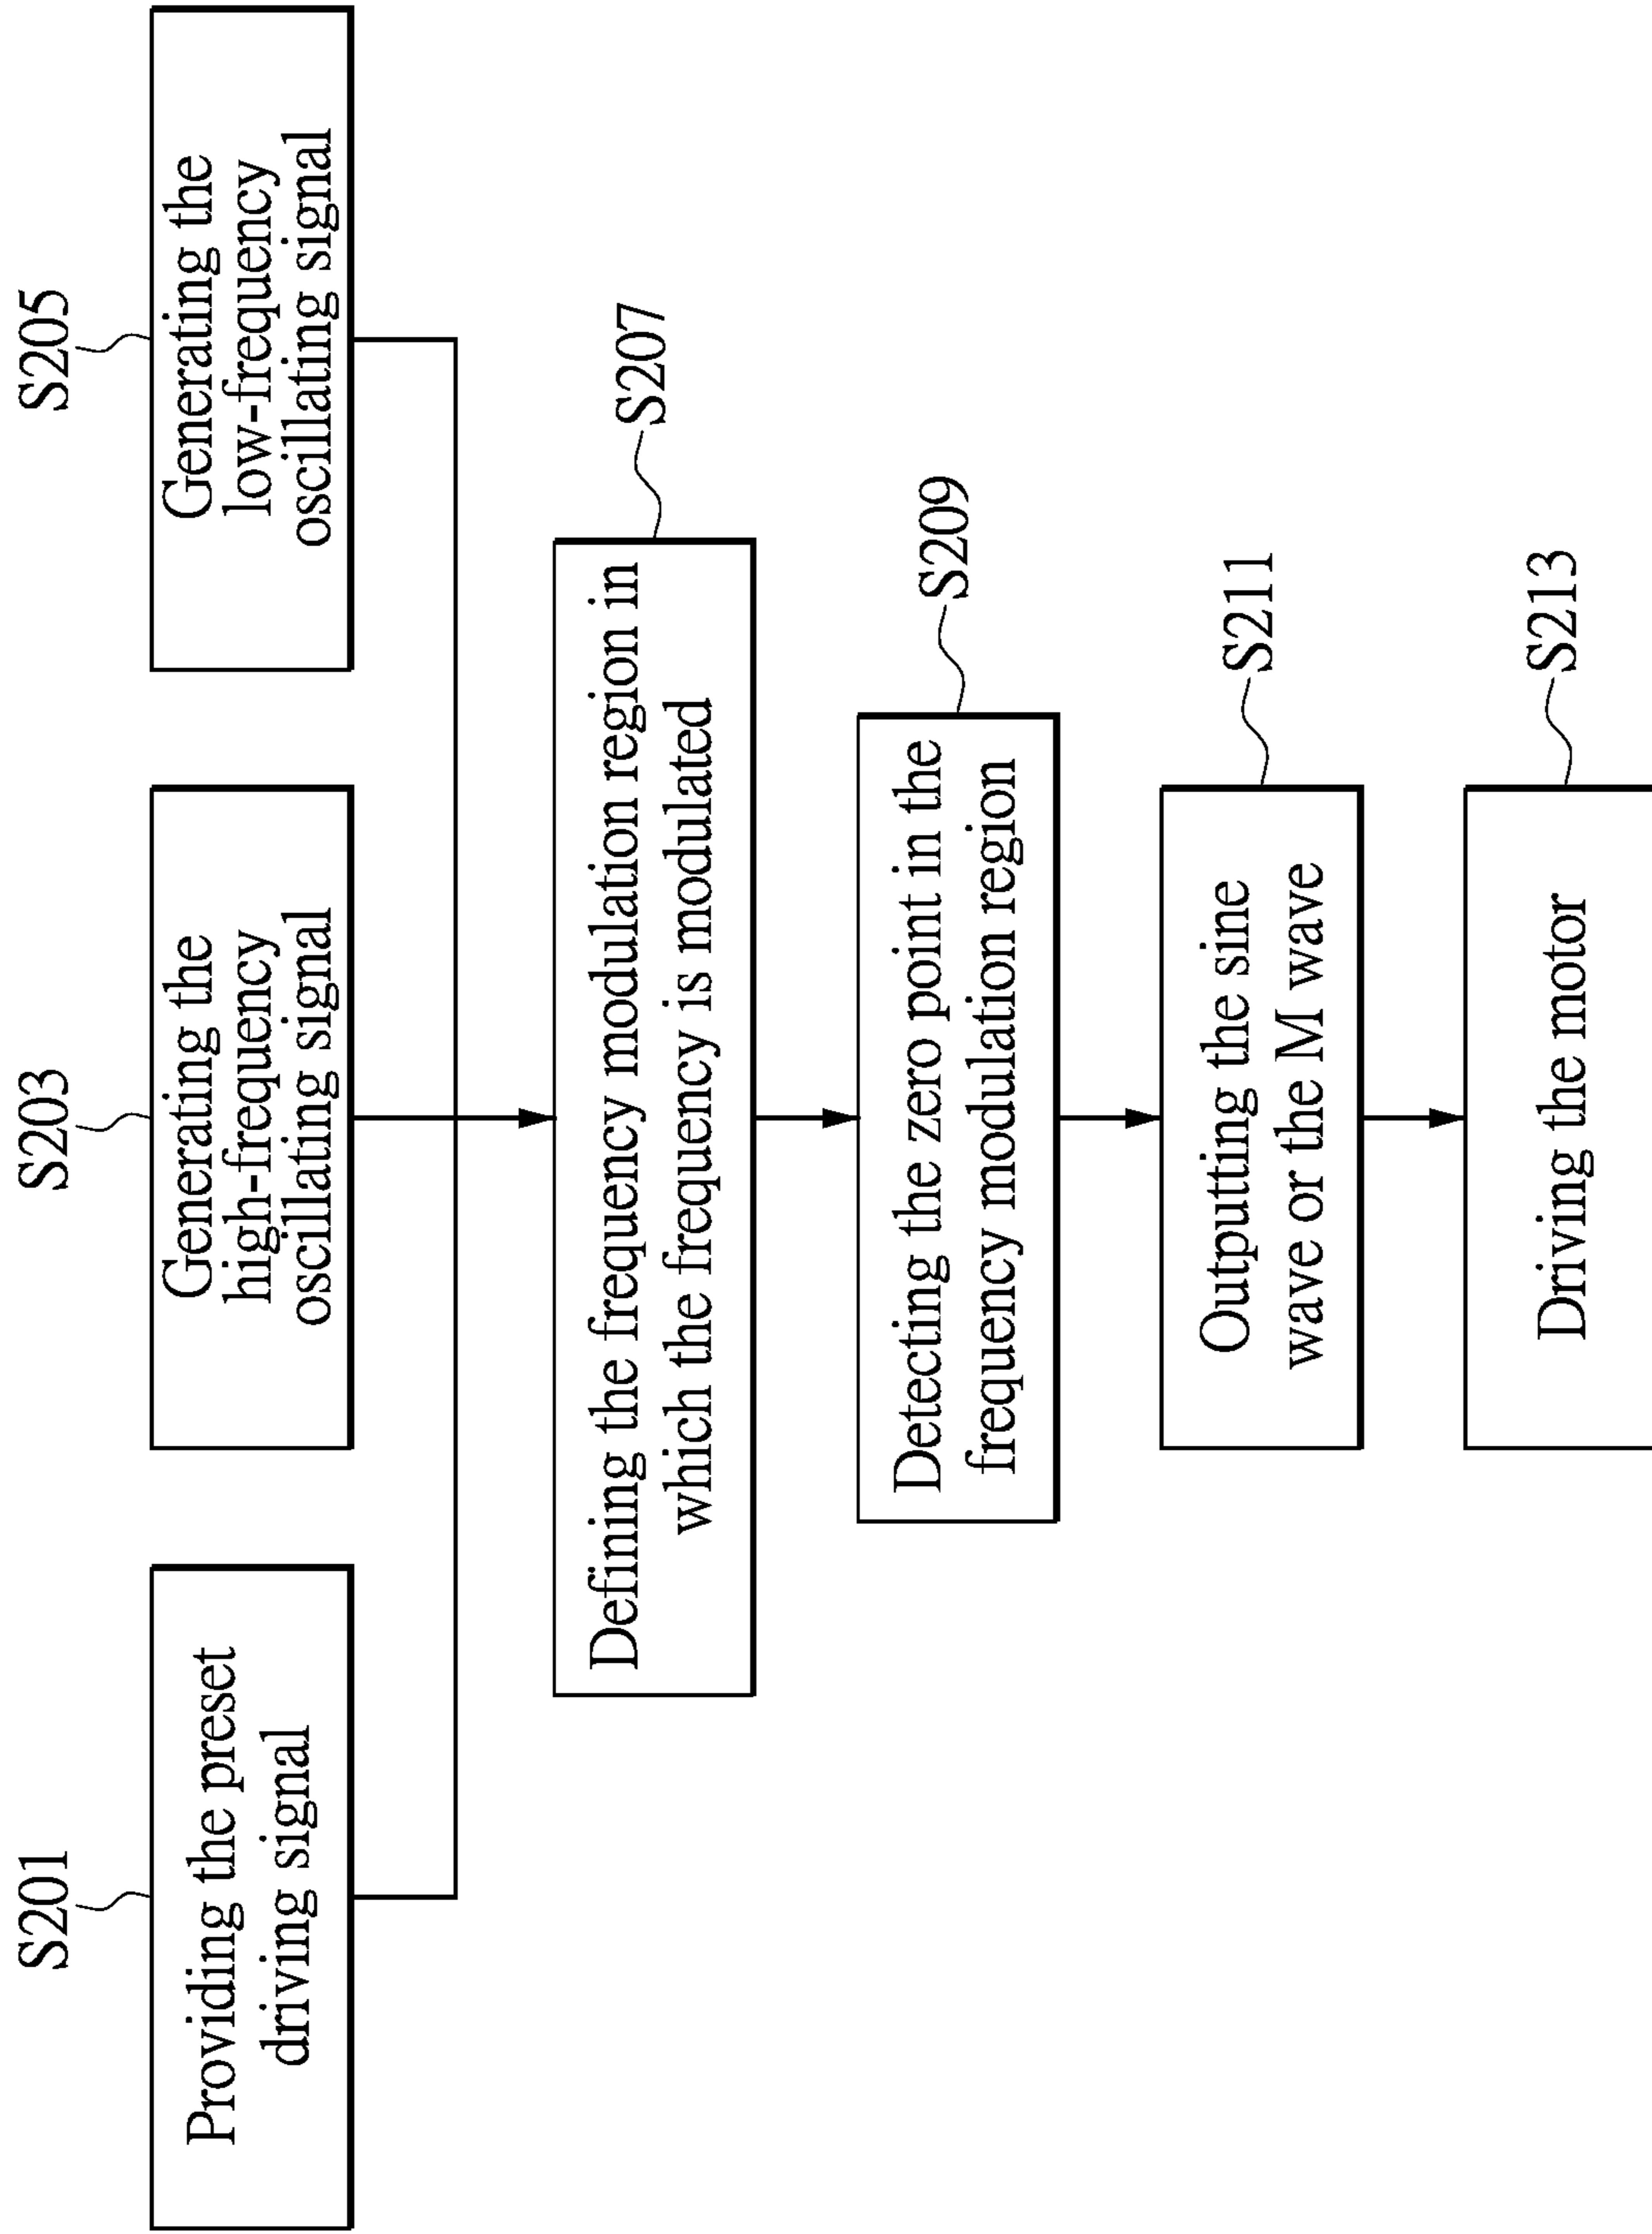 S201
Providing the preset
driving signal
S203
Generating the
high-frequency
oscillating signal
S205
Generating the
low-frequency
oscillating signal
S207
Defining the frequency modulation region in
which the frequency is modulated
S209
Detecting the zero point in the
frequency modulation region
S211
Outputting the sine
wave or the M wave
S213
Driving the motor